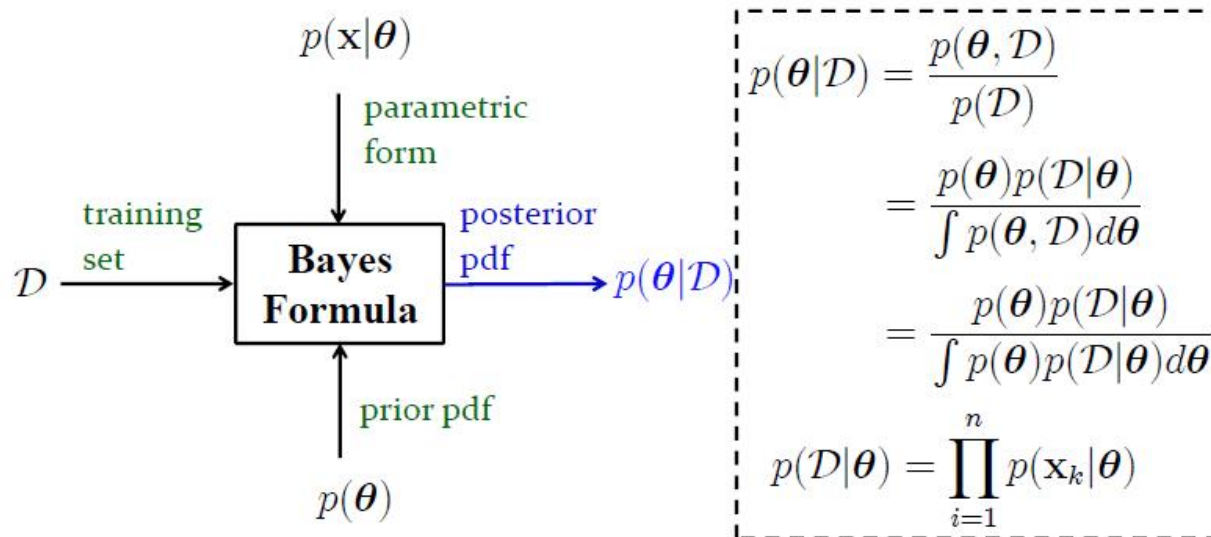 p(x|θ)
parametric
form
training
set
𝒟
Bayes
Formula
posterior
pdf
p(θ|𝒟)
prior pdf
p(θ)
p(θ|𝒟) = p(θ, 𝒟) / p(𝒟)
= p(θ)p(𝒟|θ) / ∫ p(θ, 𝒟)dθ
= p(θ)p(𝒟|θ) / ∫ p(θ)p(𝒟|θ)dθ
p(𝒟|θ) = ∏_{i=1}^{n} p(x_k|θ)